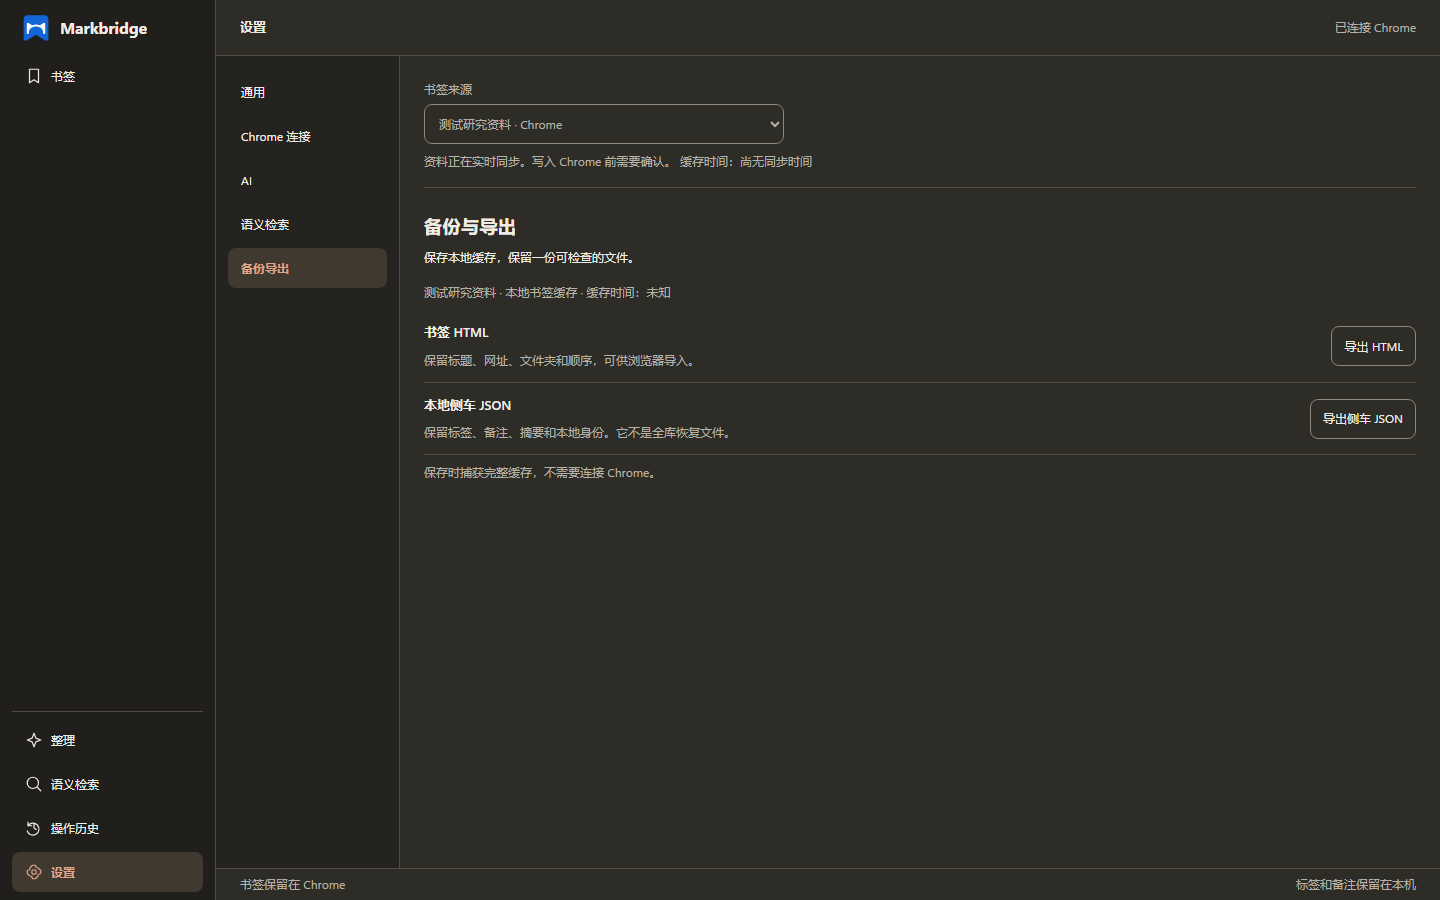 Markbridge
书签
整理
语义检索
操作历史
设置
设置
已连接 Chrome
通用
Chrome 连接
AI
语义检索
备份导出
书签来源
测试研究资料 · Chrome
资料正在实时同步。写入 Chrome 前需要确认。 缓存时间：尚无同步时间
备份与导出
保存本地缓存，保留一份可检查的文件。
测试研究资料 · 本地书签缓存 · 缓存时间：未知
书签 HTML
保留标题、网址、文件夹和顺序，可供浏览器导入。
导出 HTML
本地侧车 JSON
保留标签、备注、摘要和本地身份。它不是全库恢复文件。
导出侧车 JSON
保存时捕获完整缓存，不需要连接 Chrome。
书签保留在 Chrome
标签和备注保留在本机